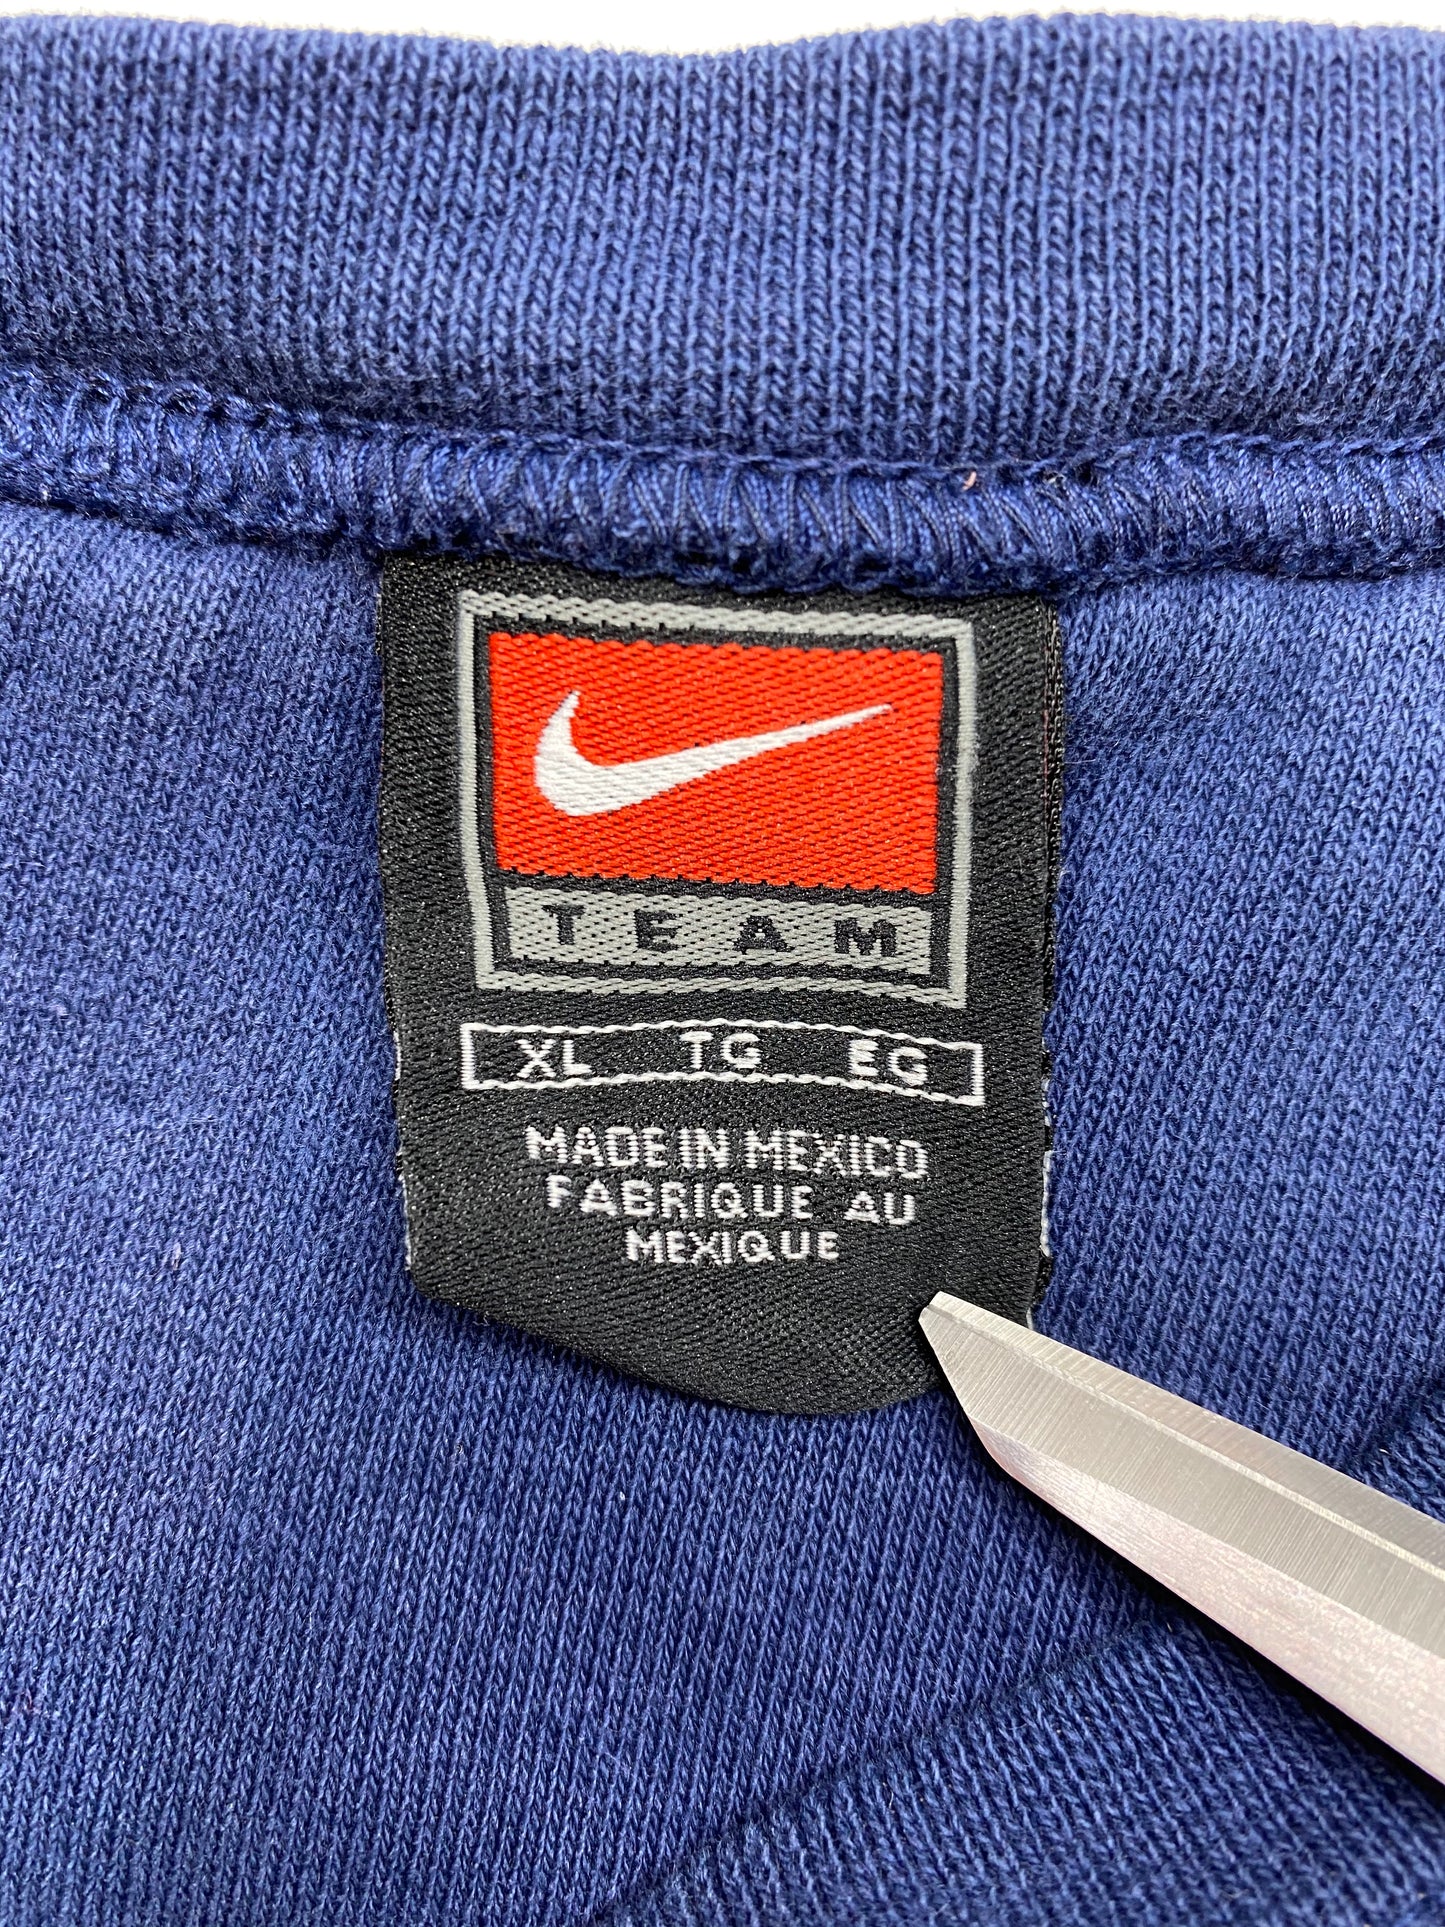 TEAM
XL TG EG
MADE IN MEXICO
FABRIQUE AU
MEXIQUE